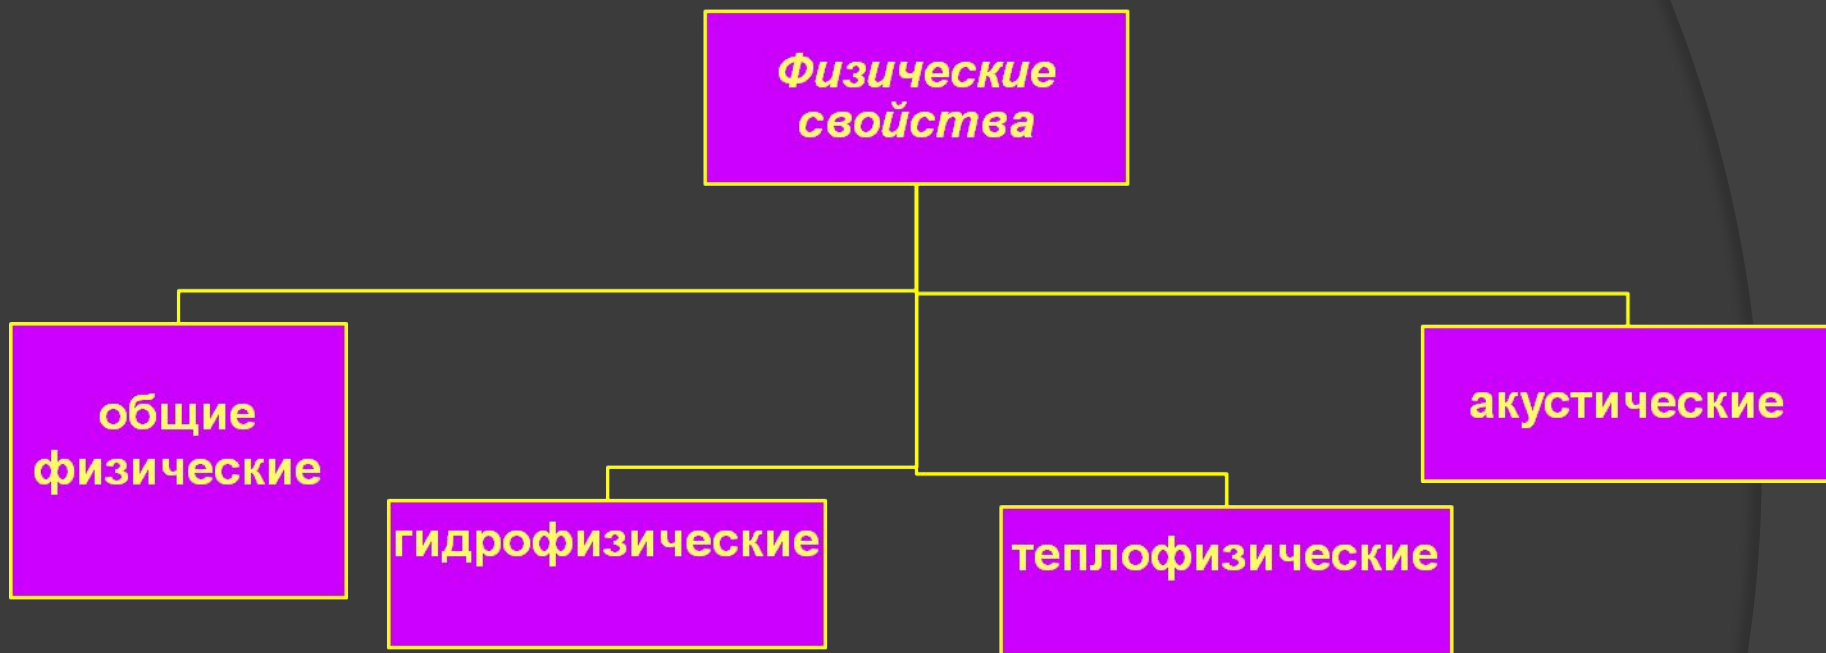 Физические
свойства
общие
физические
акустические
гидрофизические
теплофизические